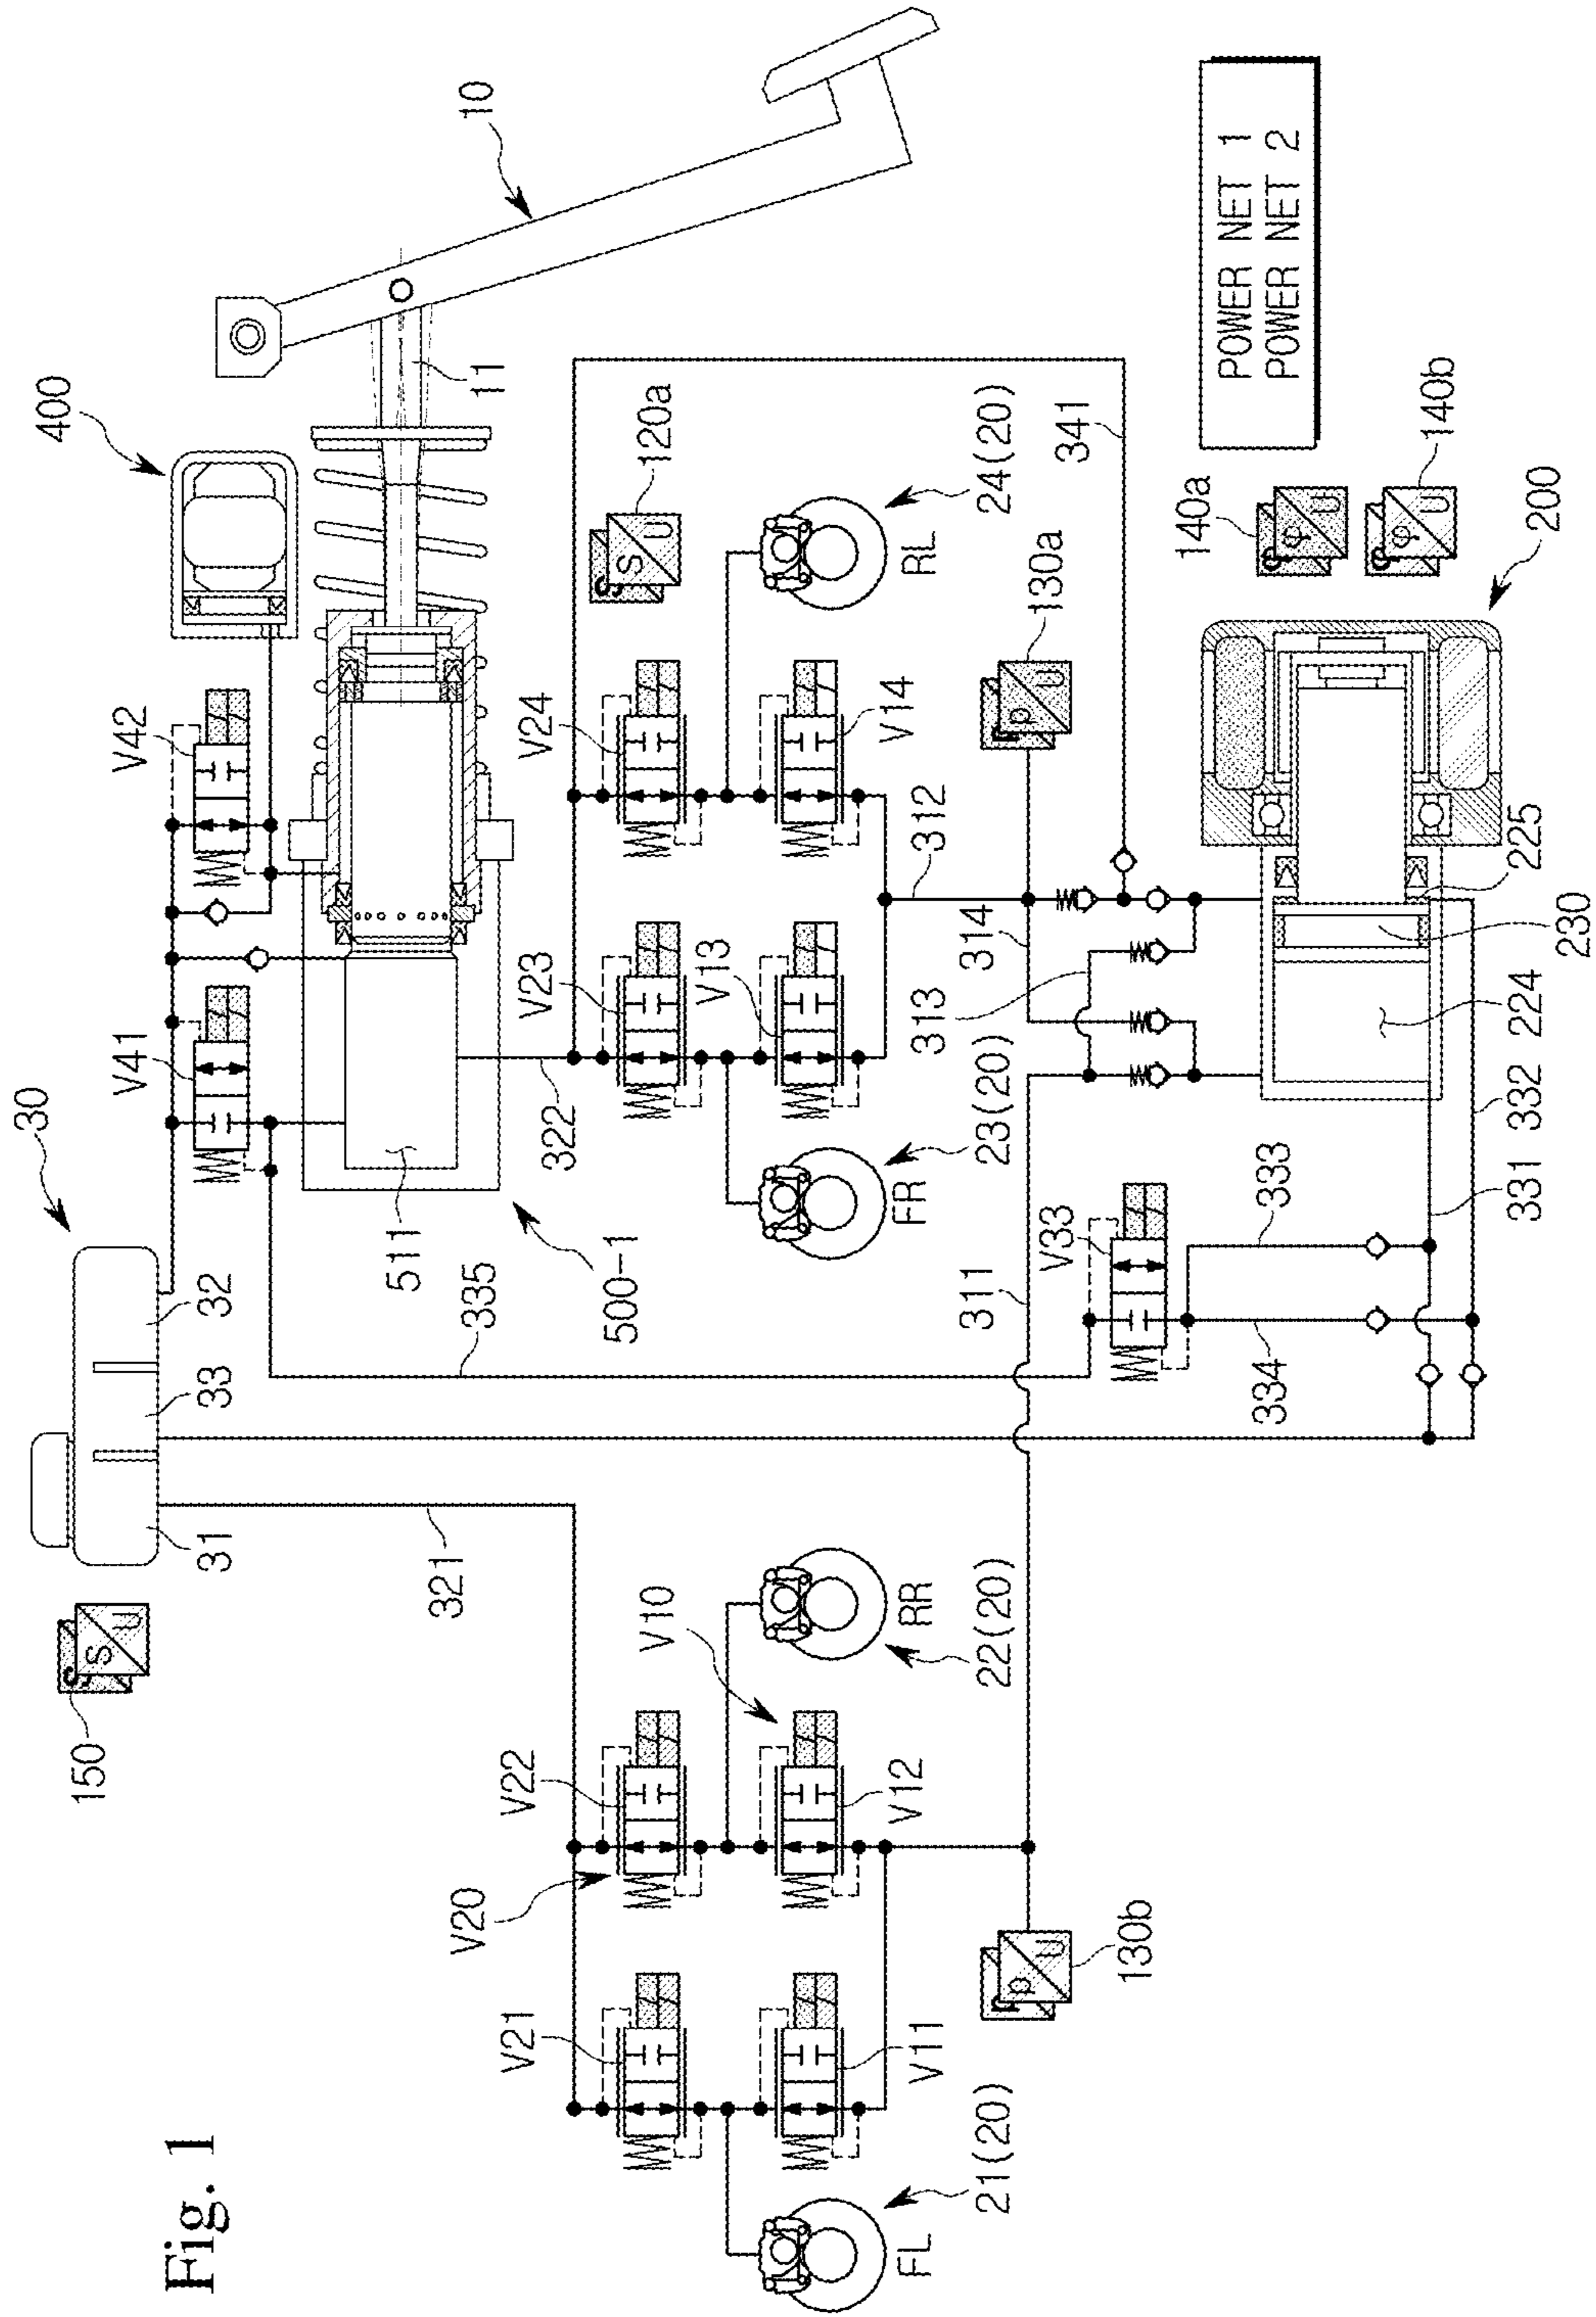 30
400
150
S
U
V41
V42
Fig. 1
31
33
32
511
321
V20
335
10
11
V21
V22
V23
V24
322
500-1
V10
120a
S
U
V13
V11
V12
V14
FL
RR
FR
RL
312
21(20)
22(20)
311
23(20)
314
24(20)
313
130a
p
U
V33
341
130b
p
U
140a
φ
U
334
333
POWER NET 1
POWER NET 2
140b
φ
U
331
332
224
225
230
200